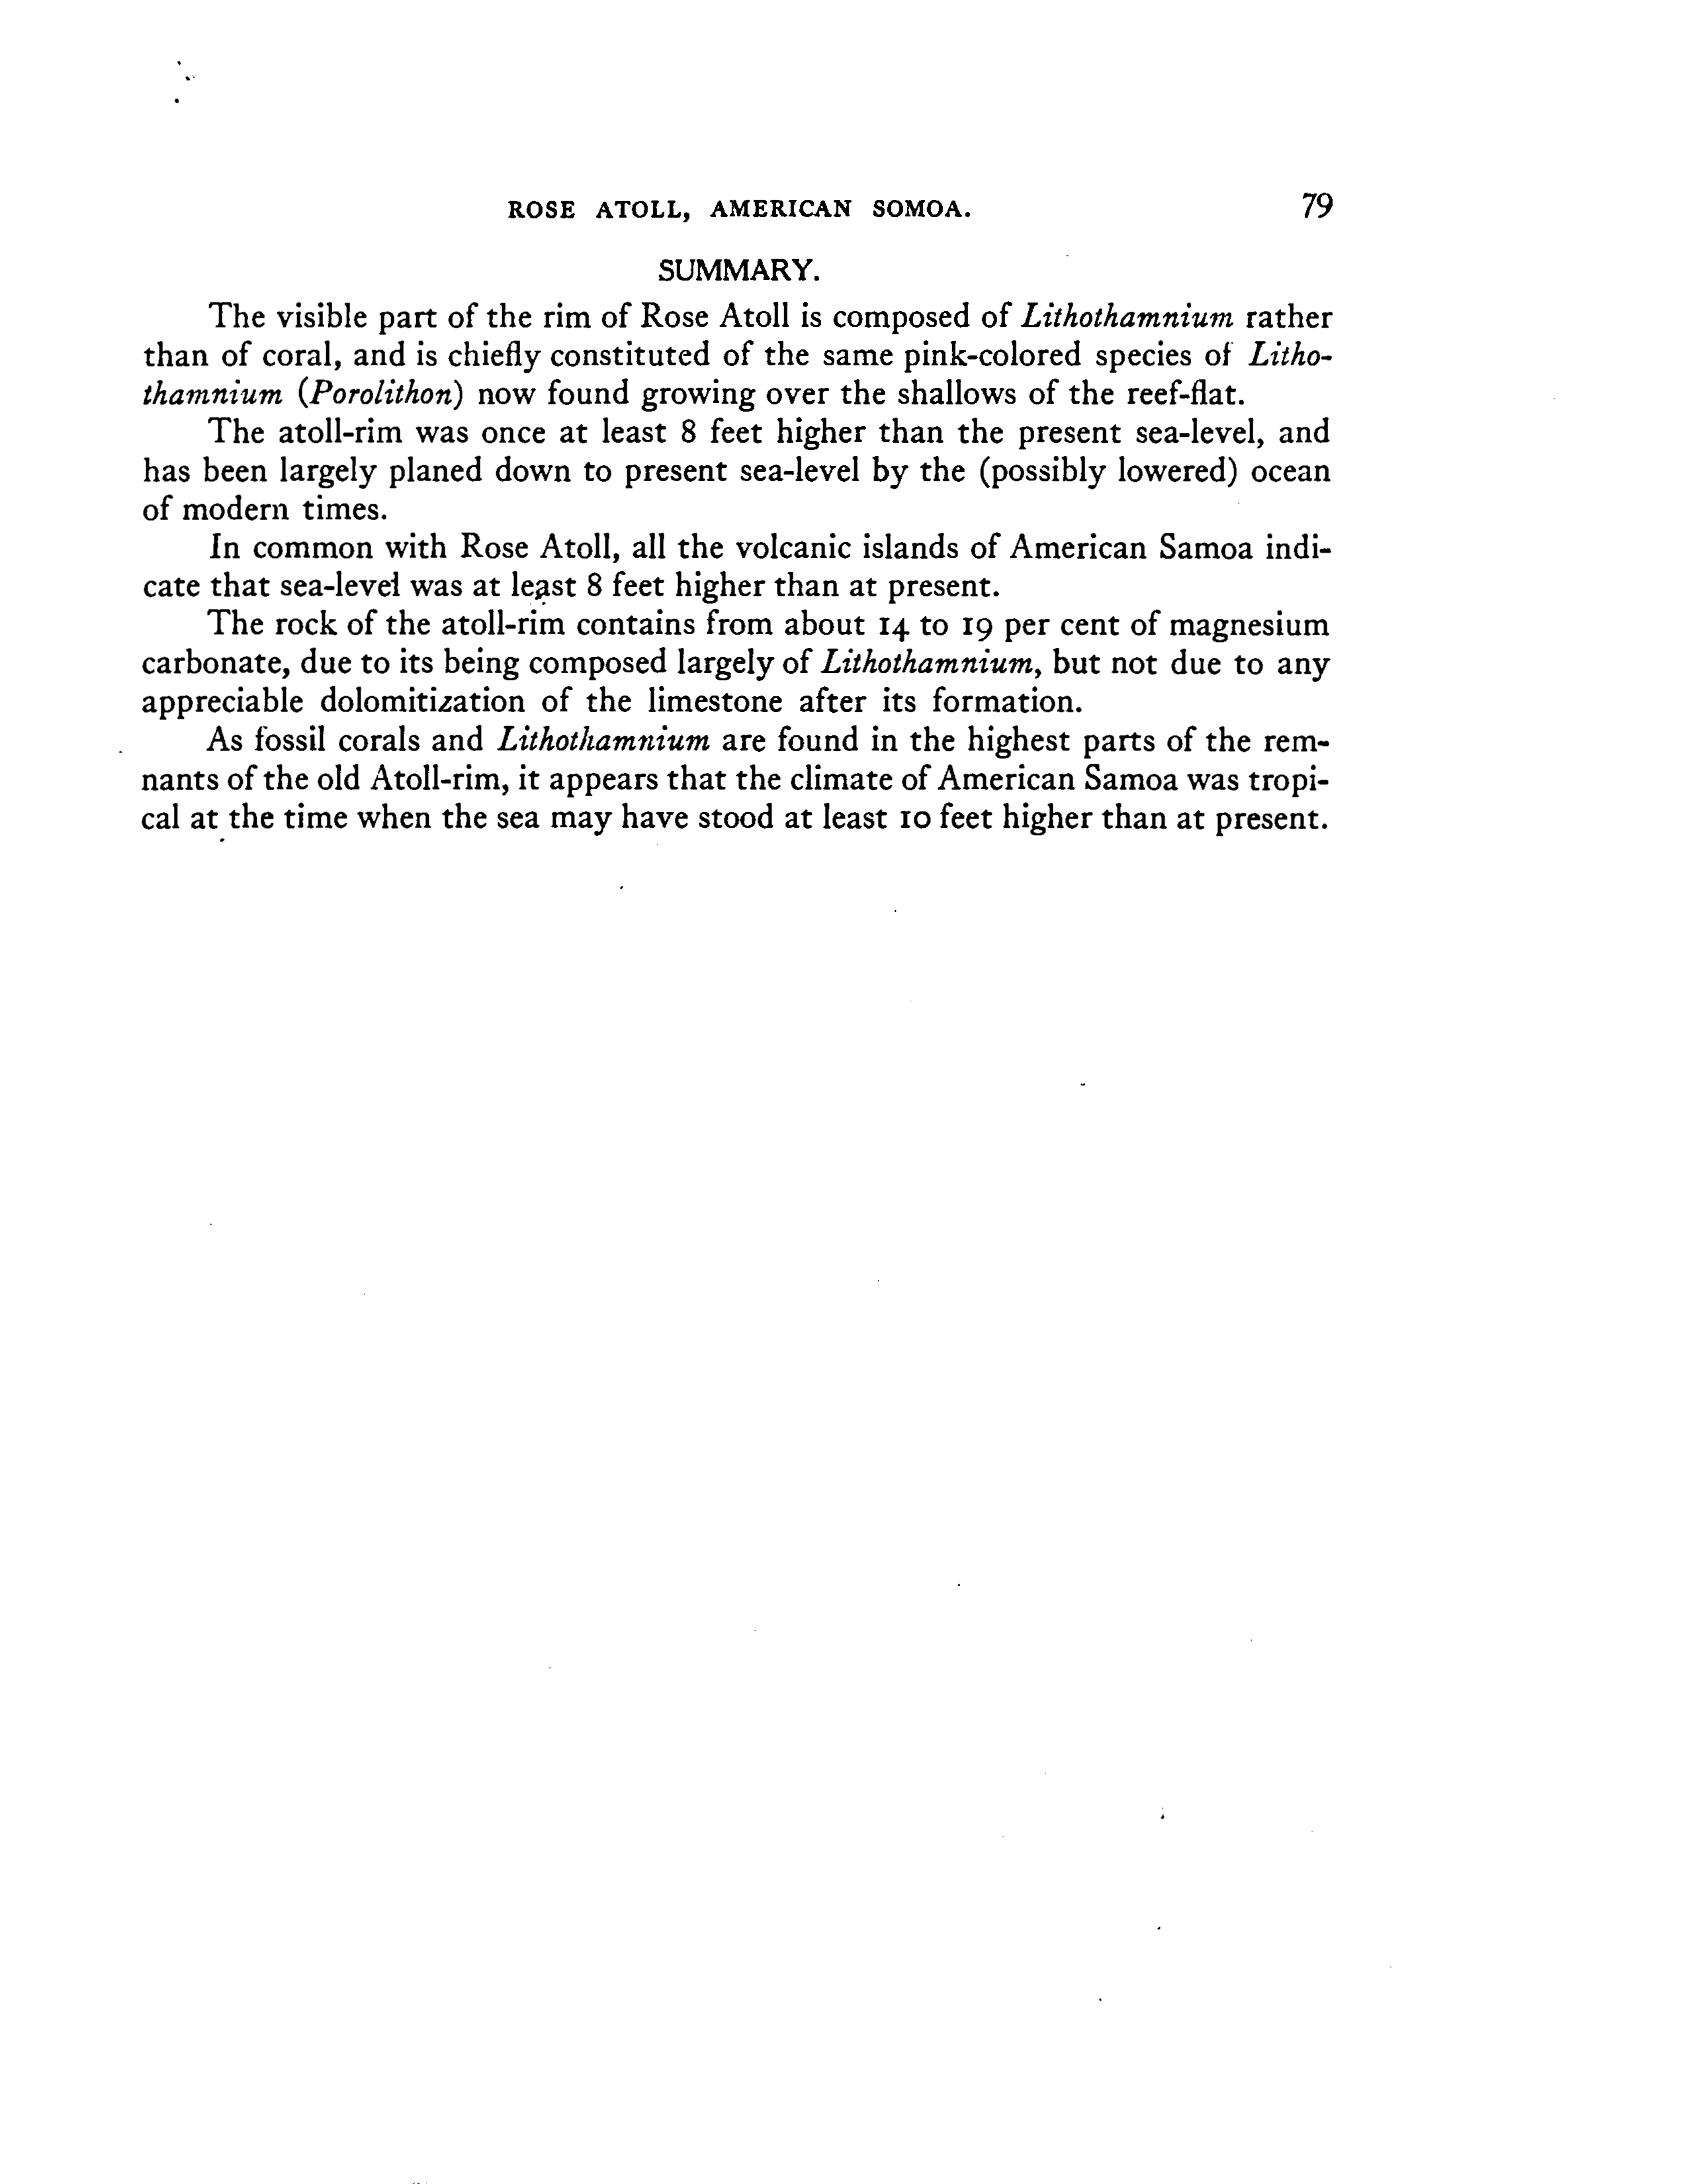 ROSE ATOLL, AMERICAN SOMOA. 79
SUMMARY.
The visible part of the rim of Rose Atoll is composed of Lithothamnium rather
than of coral, and is chiefly constituted of the same pink-colored species of Litho-
thamnium (Porolithon) now found growing over the shallows of the reef-flat.
The atoll-rim was once at least 8 feet higher than the present sea-level, and
has been largely planed down to present sea-level by the (possibly lowered) ocean
of modern times.
In common with Rose Atoll, all the volcanic islands of American Samoa indi-
cate that sea-level was at least 8 feet higher than at present.
The rock of the atoll-rim contains from about 14 to 19 per cent of magnesium
carbonate, due to its being composed largely of Lithothamnium, but not due to any
appreciable dolomitization of the limestone after its formation.
As fossil corals and Lithothamnium are found in the highest parts of the rem-
nants of the old Atoll-rim, it appears that the climate of American Samoa was tropi-
cal at the time when the sea may have stood at least 10 feet higher than at present.